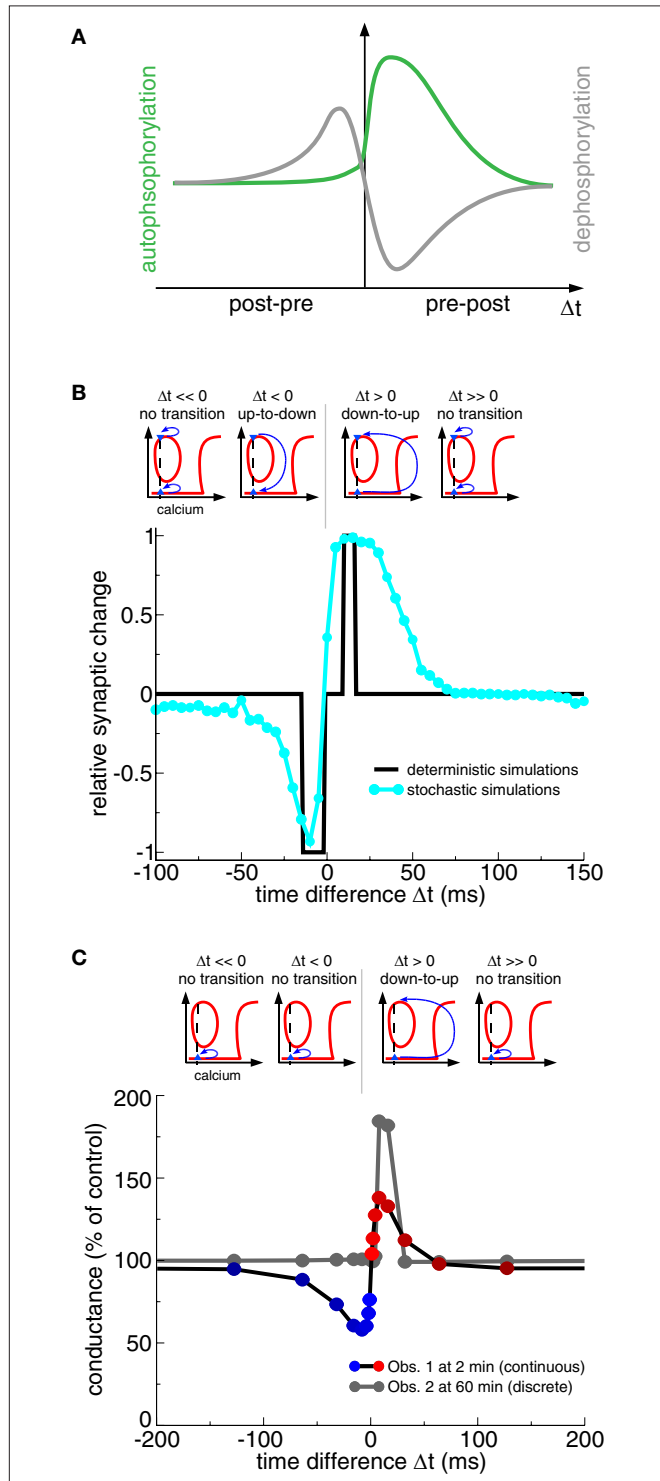 A
autophsophorylation
dephosphorylation
post-pre
pre-post
Δt
B
Δt << 0
no transition
Δt < 0
up-to-down
Δt > 0
down-to-up
Δt >> 0
no transition
calcium
relative synaptic change
1
0.5
0
-0.5
-1
deterministic simulations
stochastic simulations
-100
-50
0
50
100
150
time difference Δt (ms)
C
Δt << 0
no transition
Δt < 0
no transition
Δt > 0
down-to-up
Δt >> 0
no transition
calcium
conductance (% of control)
200
150
100
50
0
Obs. 1 at 2 min (continuous)
Obs. 2 at 60 min (discrete)
-200
-100
0
100
200
time difference Δt (ms)